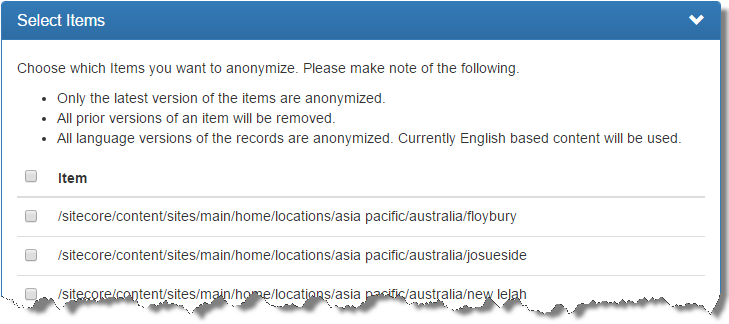 Select Items
Choose which Items you want to anonymize. Please make note of the following.
Only the latest version of the items are anonymized.
All prior versions of an item will be removed.
All language versions of the records are anonymized. Currently English based content will be used.
Item
/sitecore/content/sites/main/home/locations/asia pacific/australia/floybury
/sitecore/content/sites/main/home/locations/asia pacific/australia/josueside
/sitecore/content/sites/main/home/locations/asia pacific/australia/new lelah